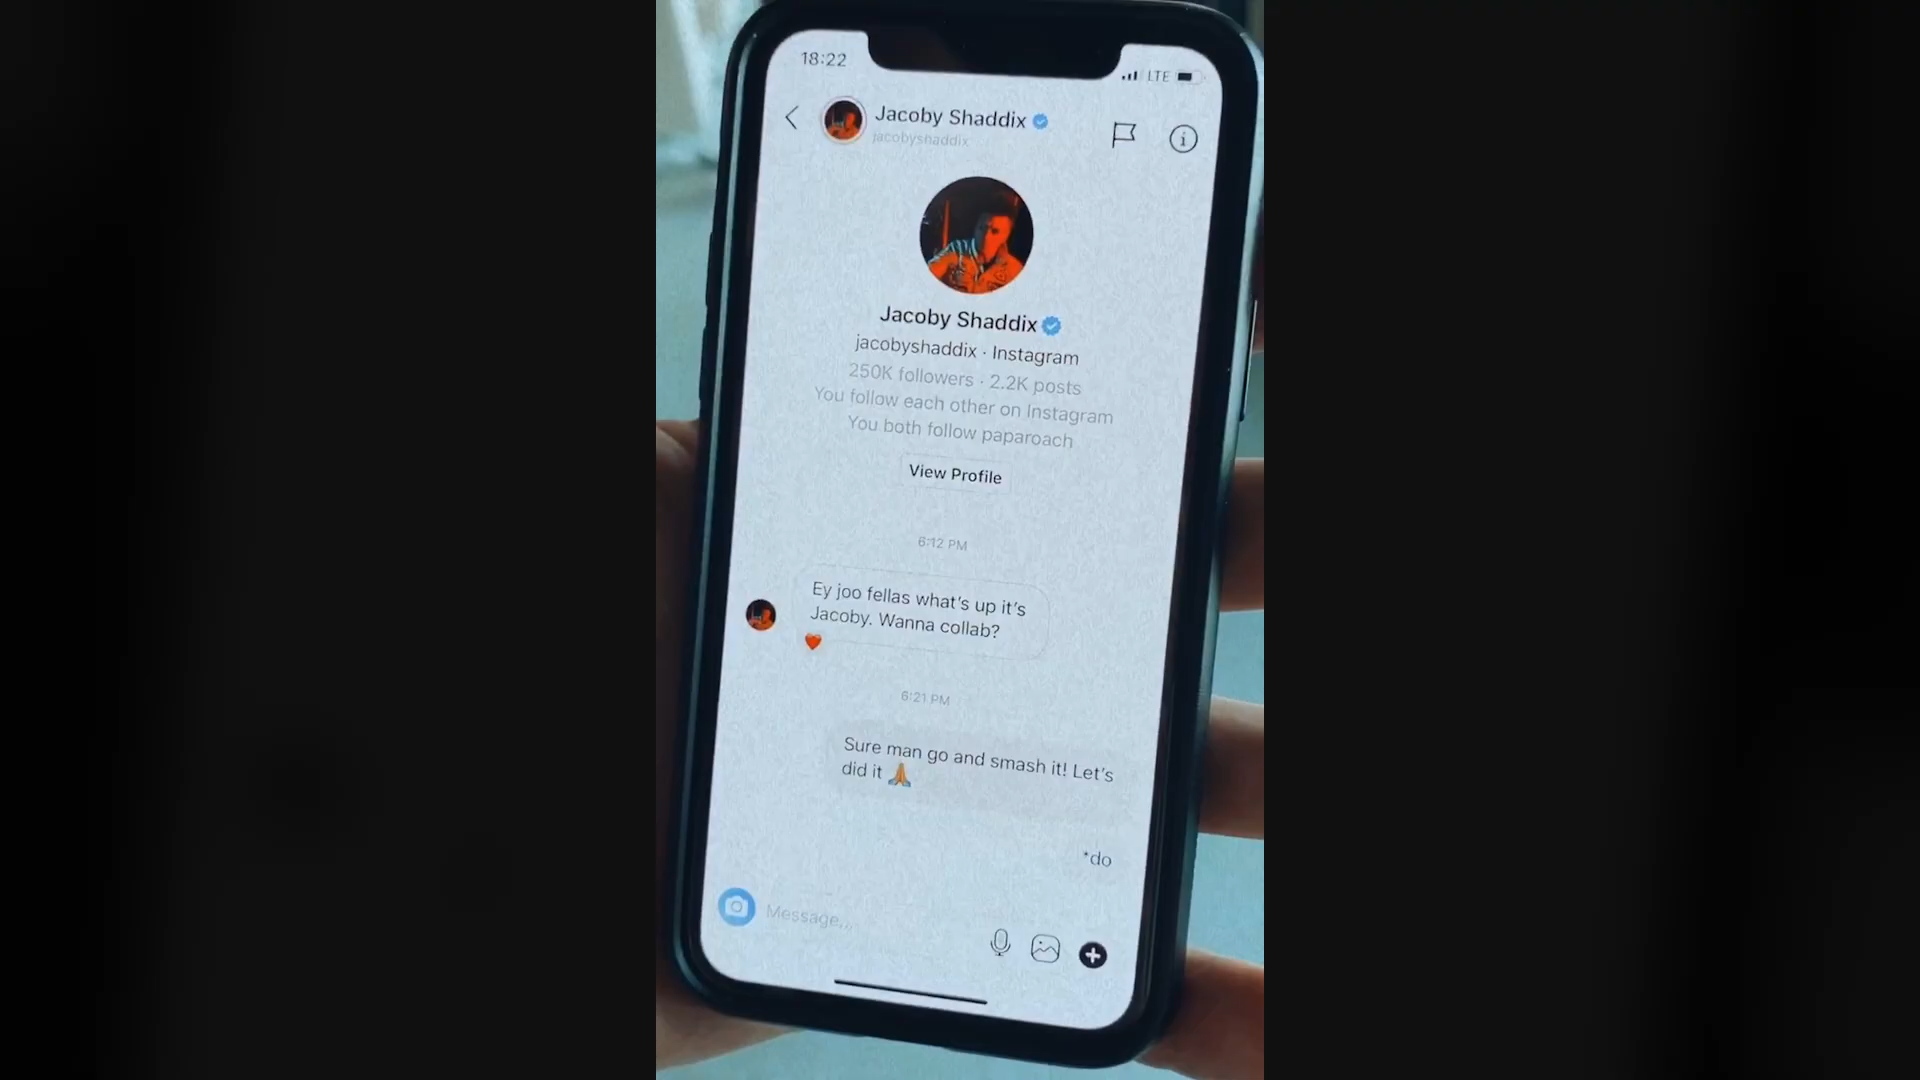 18:22
LTE
Jacoby Shaddix
jacobyshaddix
Jacoby Shaddix
jacobyshaddix · Instagram
250K followers · 2.2K posts
You follow each other on Instagram
You both follow paparoach
View Profile
6:12 PM
Ey joo fellas what's up it's
Jacoby. Wanna collab?
6:21 PM
Sure man go and smash it! Let's
did it 🙏
*do
Message...